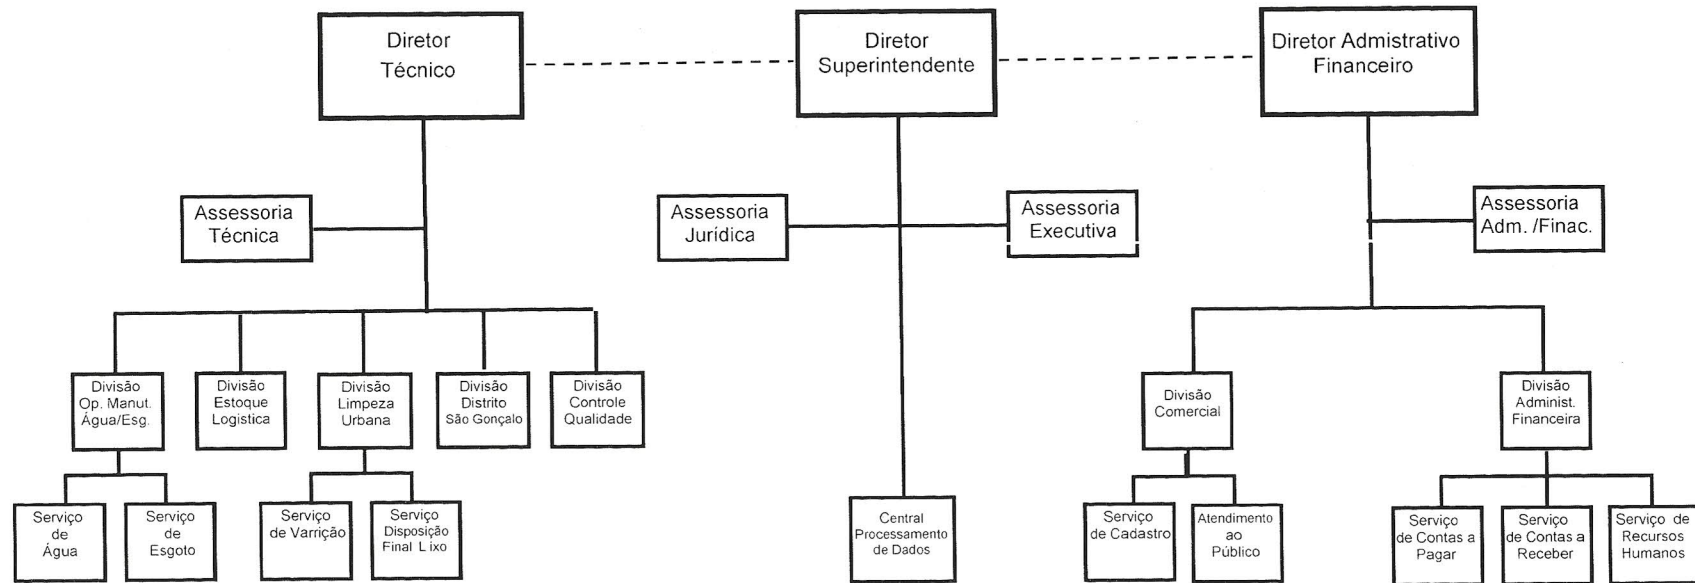 Diretor
Técnico
Diretor
Superintendente
Diretor Admistrativo
Financeiro
Assessoria
Técnica
Assessoria
Jurídica
Assessoria
Executiva
Assessoria
Adm. /Finac.
Divisão
Op. Manut.
Água/Esg.
Divisão
Estoque
Logistica
Divisão
Limpeza
Urbana
Divisão
Distrito
São Gonçalo
Divisão
Controle
Qualidade
Divisão
Comercial
Divisão
Administ.
Financeira
Serviço
de
Água
Serviço
de
Esgoto
Serviço
de Varrição
Serviço
Disposição
Final Lixo
Central
Processamento
de Dados
Serviço
de Cadastro
Atendimento
ao
Público
Serviço
de Contas a
Pagar
Serviço
de Contas a
Receber
Serviço de
Recursos
Humanos